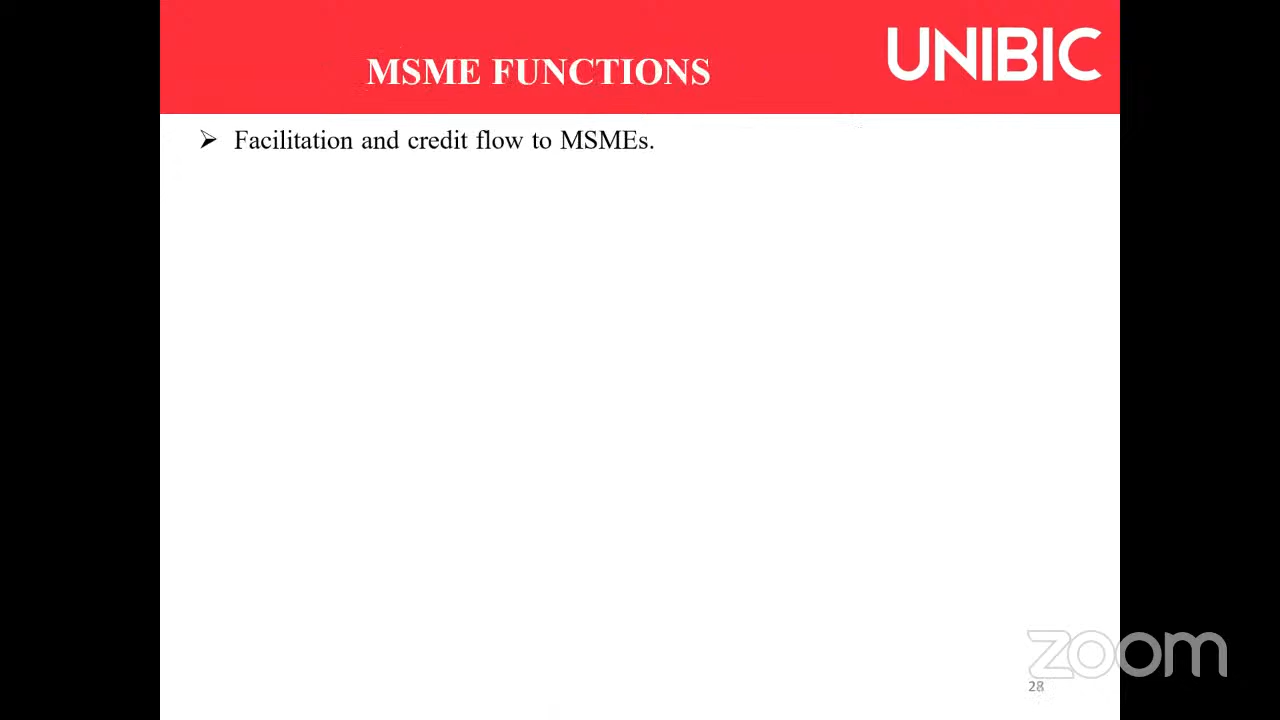 MSME FUNCTIONS
UNIBIC
➢ Facilitation and credit flow to MSMEs.
zoom
28